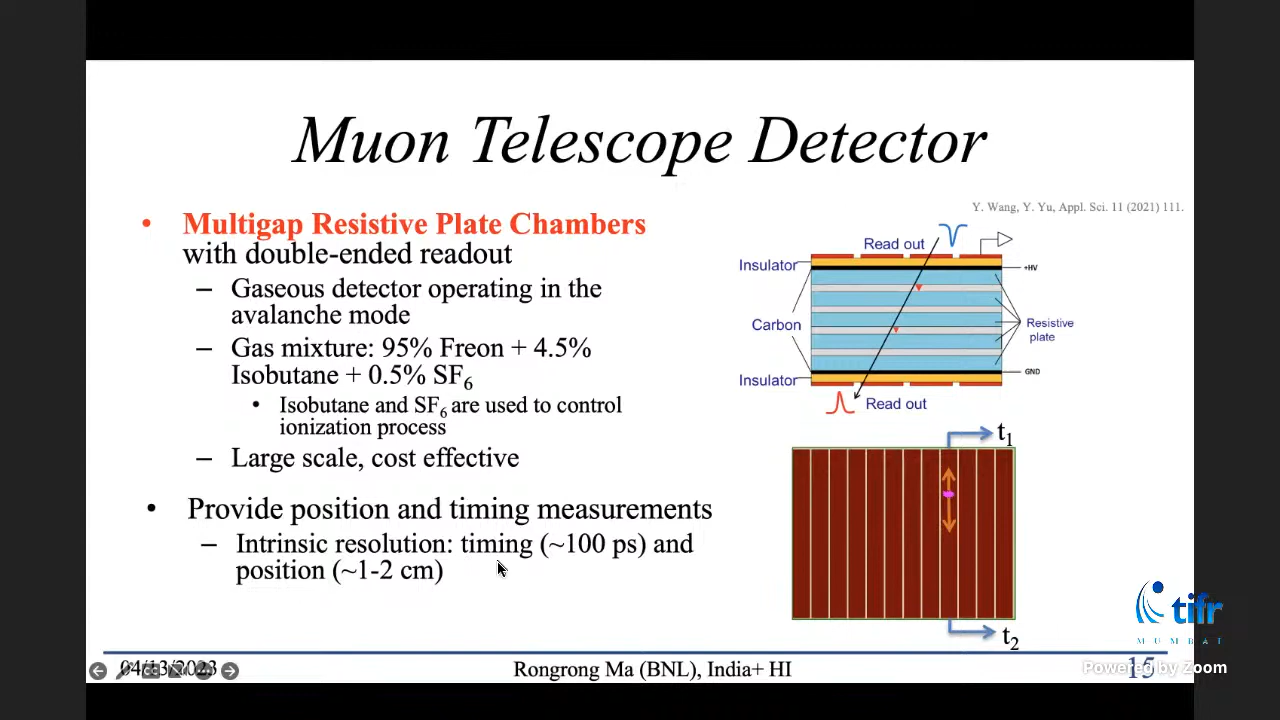 Muon Telescope Detector
• Multigap Resistive Plate Chambers
with double-ended readout
– Gaseous detector operating in the
avalanche mode
– Gas mixture: 95% Freon + 4.5%
Isobutane + 0.5% SF6
• Isobutane and SF6 are used to control
ionization process
– Large scale, cost effective
• Provide position and timing measurements
– Intrinsic resolution: timing (~100 ps) and
position (~1-2 cm)
Y. Wang, Y. Yu, Appl. Sci. 11 (2021) 111.
Read out
Insulator
+HV
Carbon
Resistive
plate
Insulator
GND
Read out
t1
t2
tifr
MUMBAI
04/13/2023
Rongrong Ma (BNL), India+ HI
15
Powered by Zoom